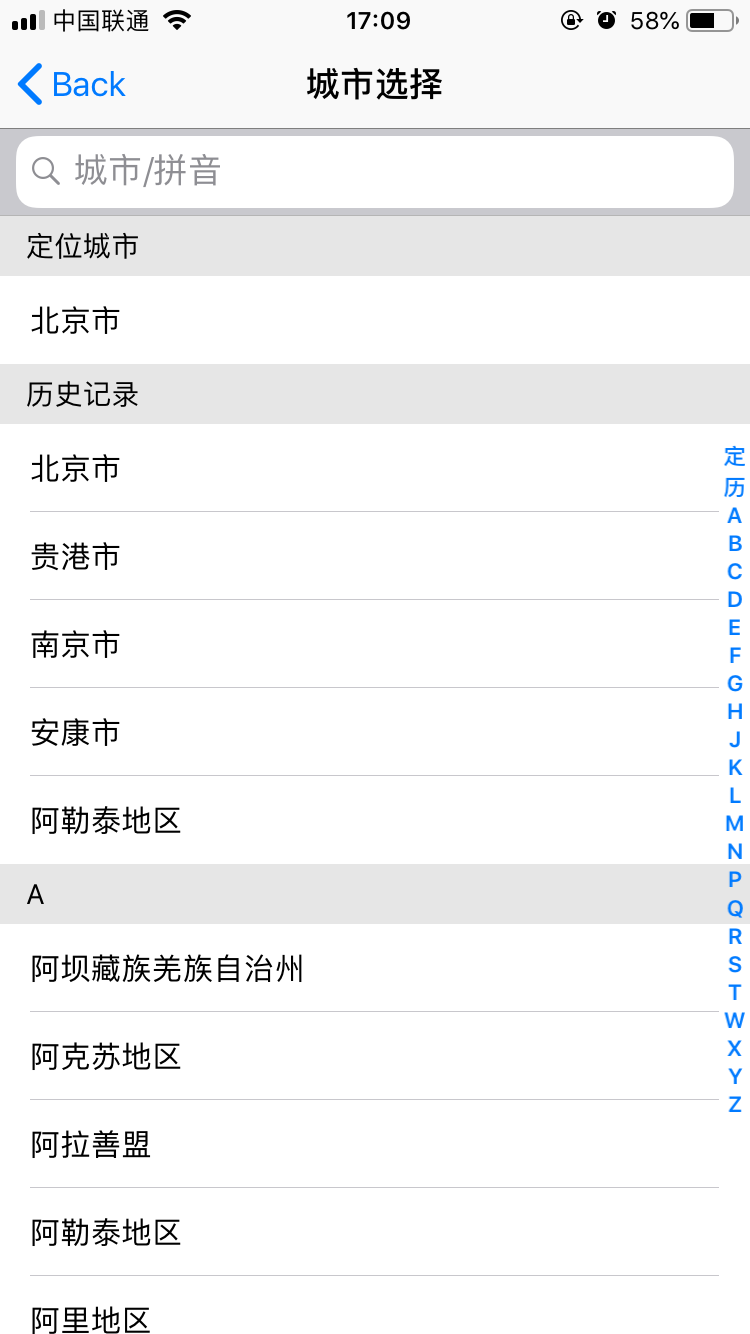 中国联通 17:09 58%
Back 城市选择
城市/拼音
定位城市
北京市
历史记录
北京市
贵港市
南京市
安康市
阿勒泰地区
A
阿坝藏族羌族自治州
阿克苏地区
阿拉善盟
阿勒泰地区
阿里地区
定
历
A
B
C
D
E
F
G
H
J
K
L
M
N
P
Q
R
S
T
W
X
Y
Z